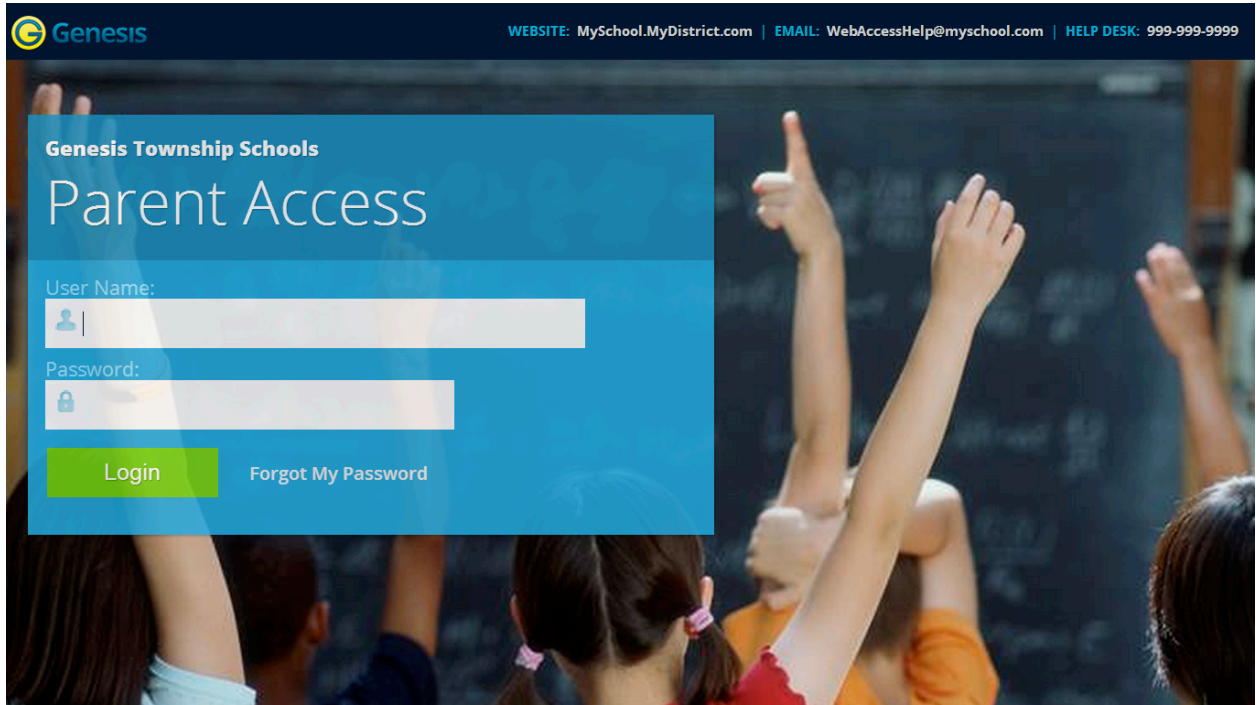 Genesis
WEBSITE: MySchool.MyDistrict.com | EMAIL: WebAccessHelp@myschool.com | HELP DESK: 999-999-9999
Genesis Township Schools
Parent Access
User Name:
Password:
Login
Forgot My Password